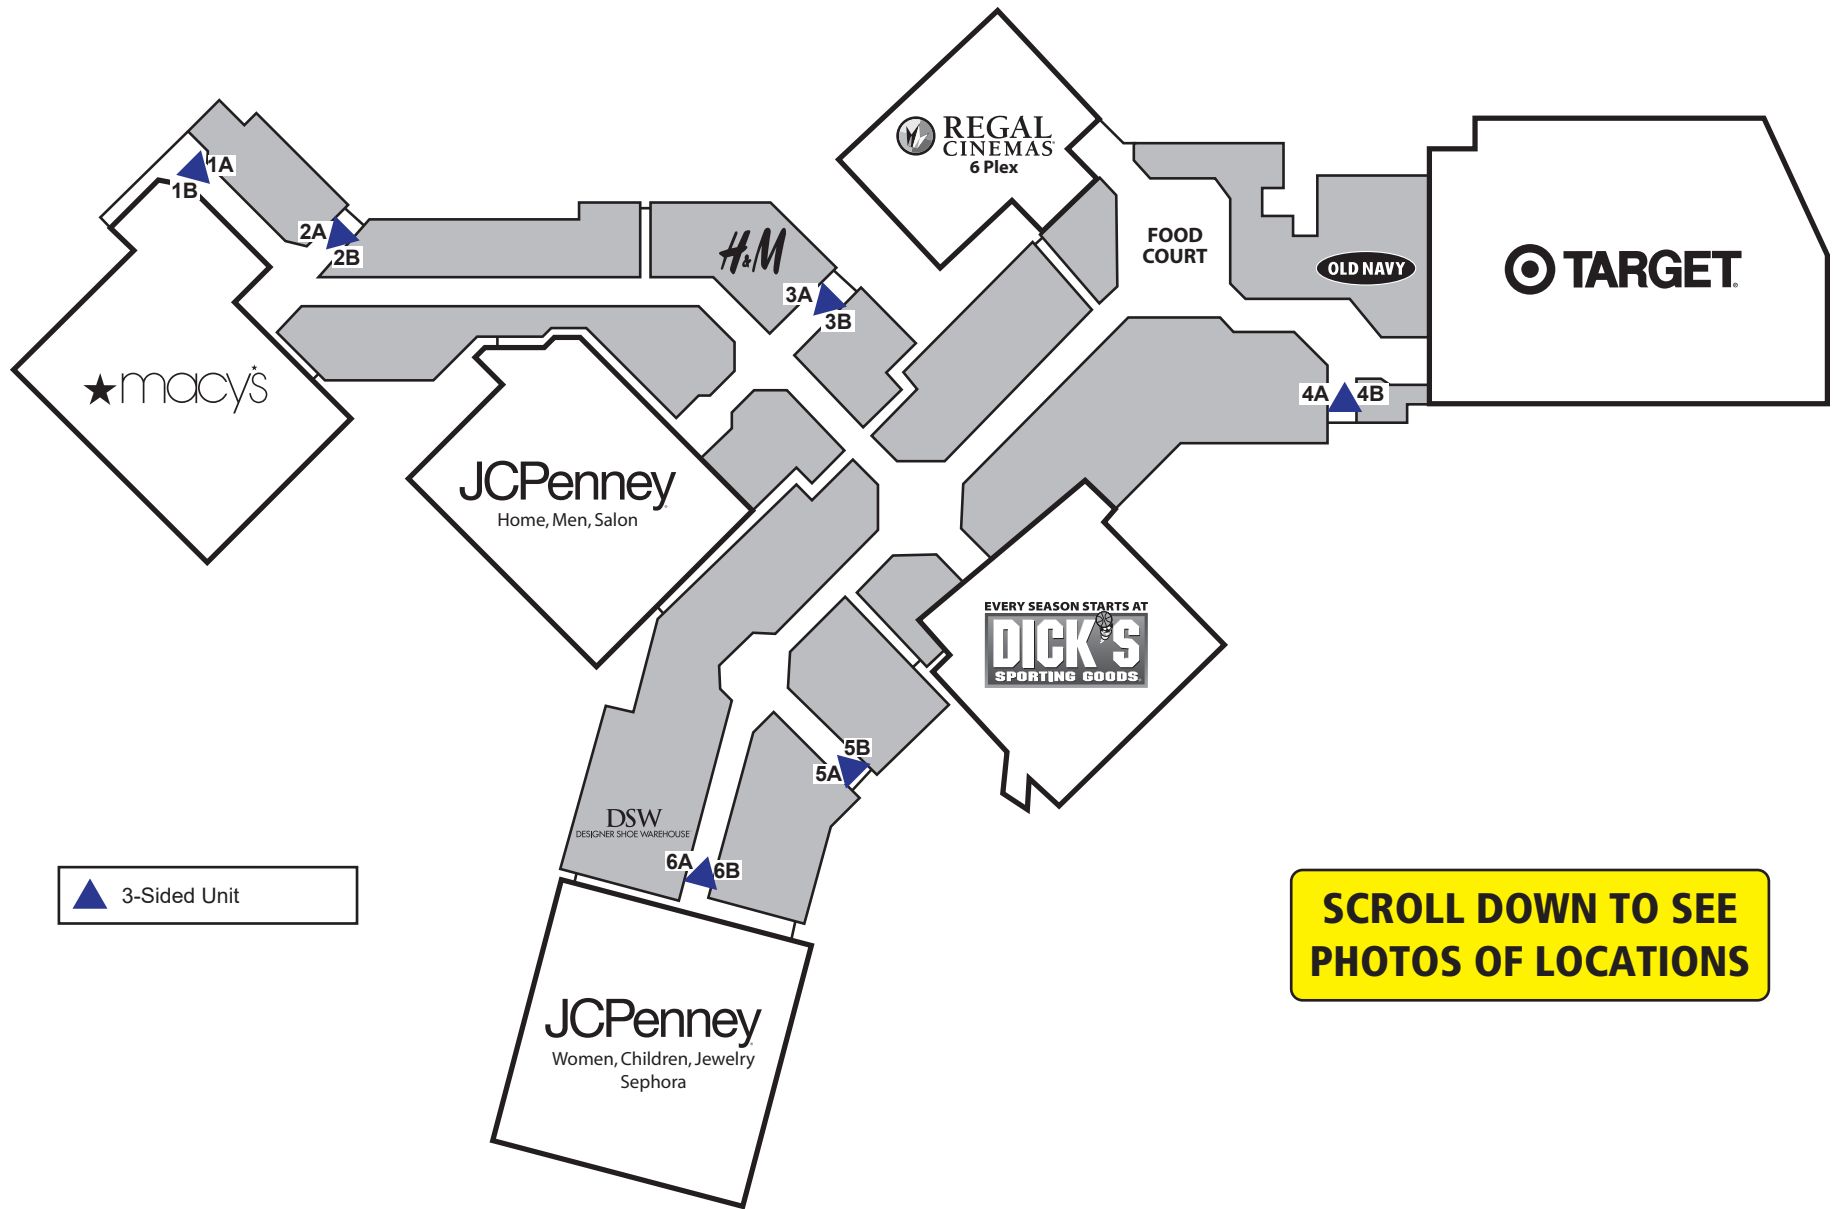 REGAL
CINEMAS
6 Plex
1A
1B
2A
2B
H&M
3A
3B
FOOD
COURT
OLD NAVY
TARGET
macy's
4A
4B
JCPenney
Home, Men, Salon
EVERY SEASON STARTS AT
DICK'S
SPORTING GOODS
5B
5A
DSW
DESIGNER SHOE WAREHOUSE
6A
6B
3-Sided Unit
SCROLL DOWN TO SEE
PHOTOS OF LOCATIONS
JCPenney
Women, Children, Jewelry
Sephora